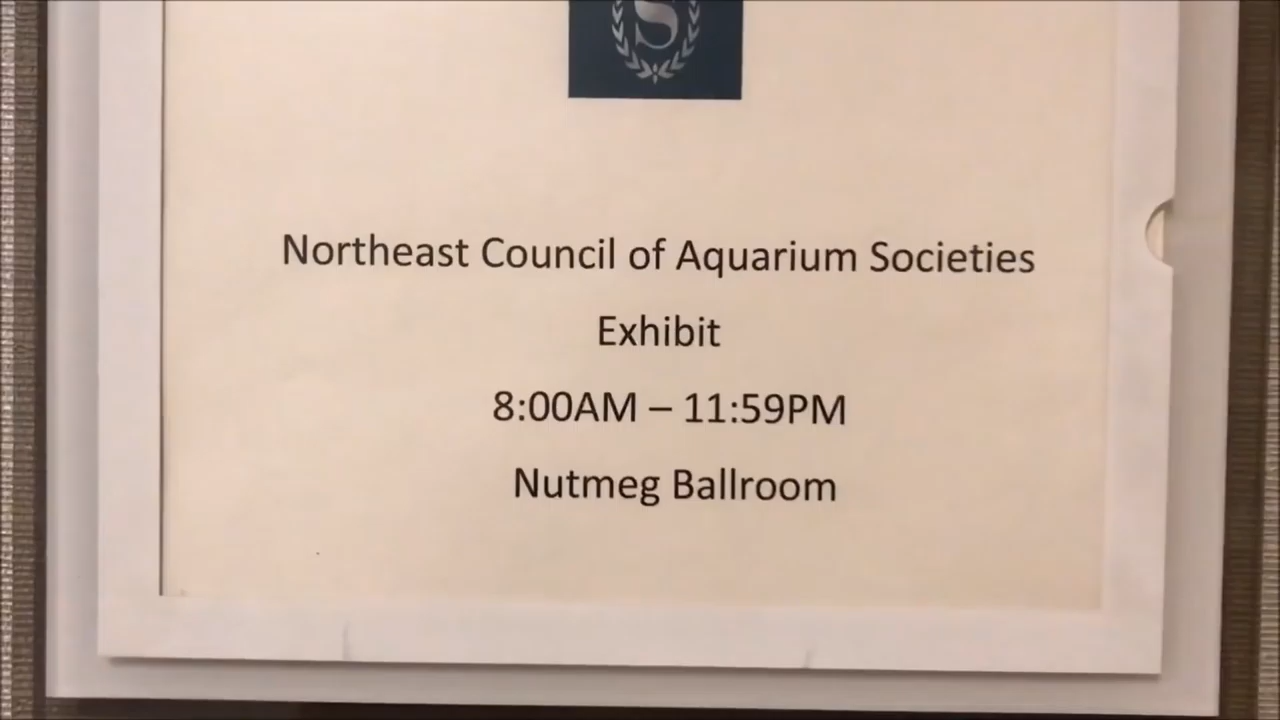 S
Northeast Council of Aquarium Societies
Exhibit
8:00AM – 11:59PM
Nutmeg Ballroom